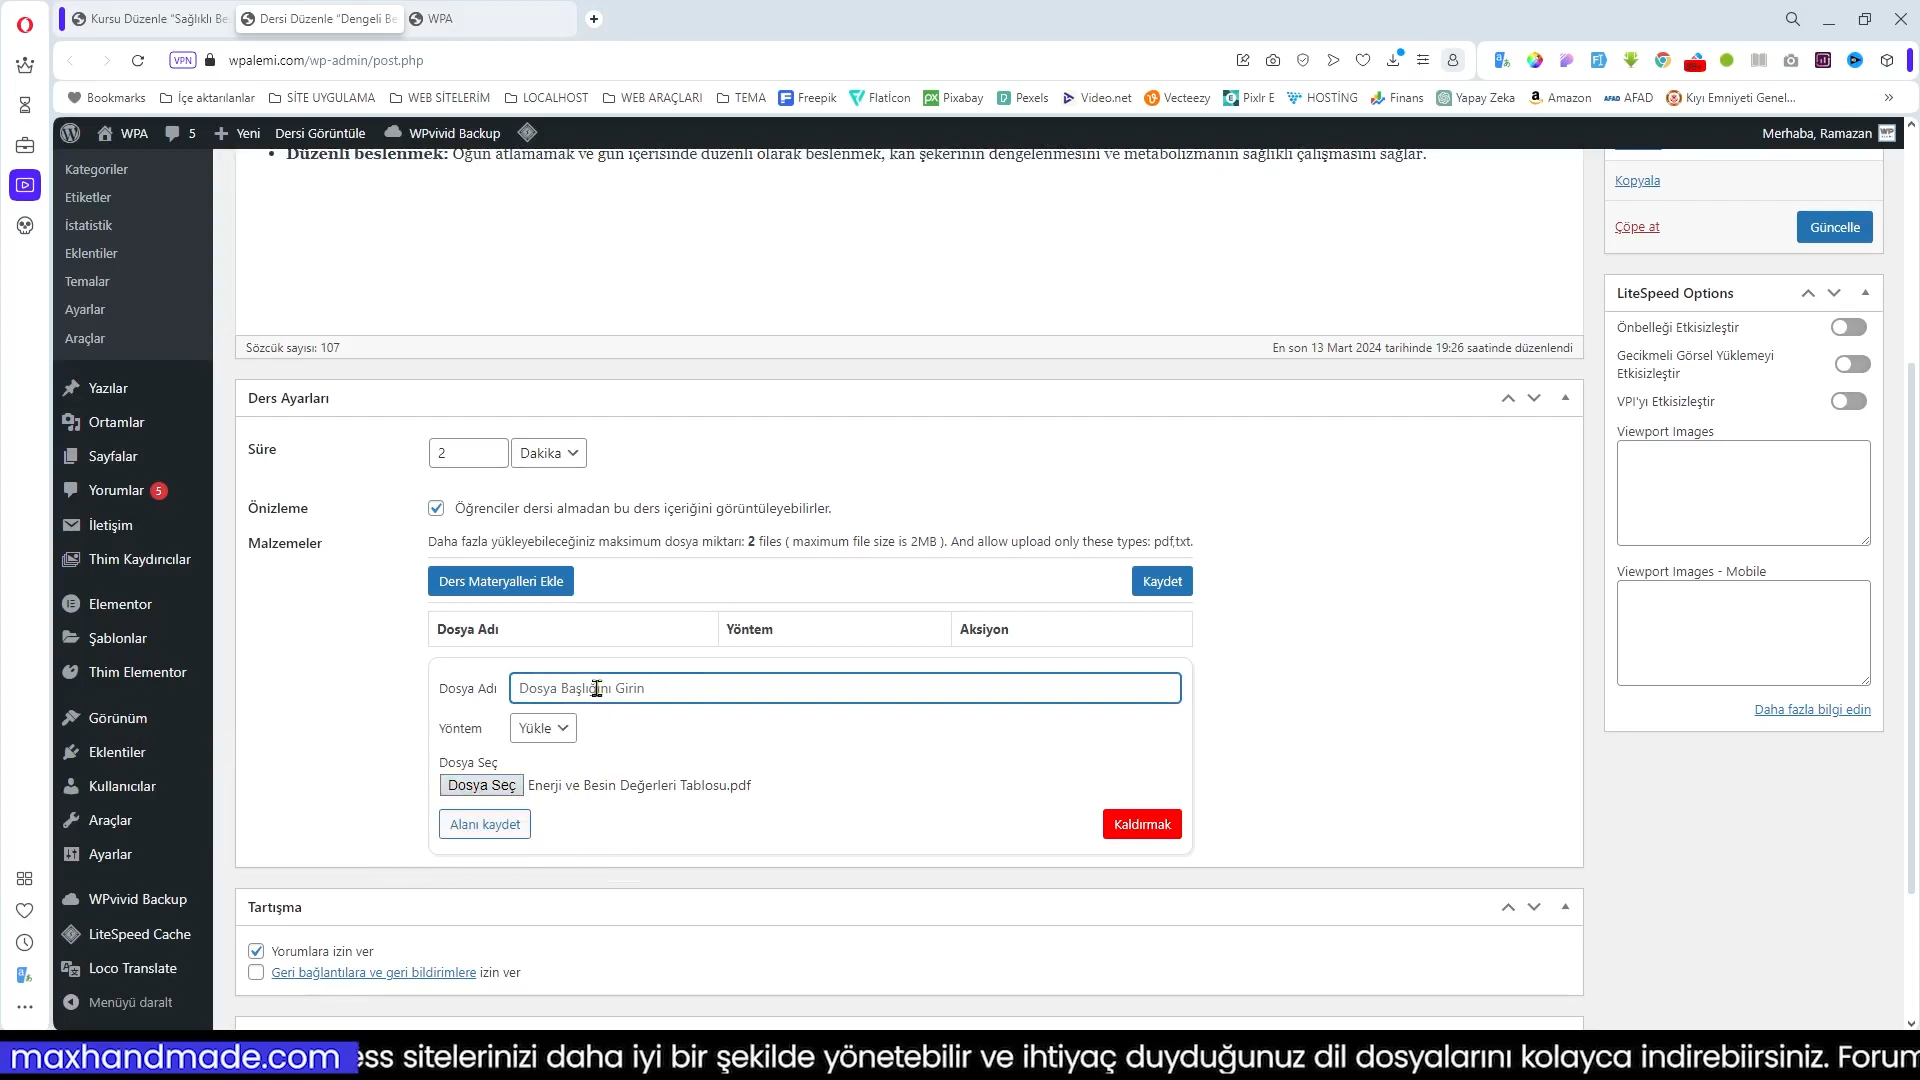 Kursu Düzenle "Sağlıklı Be
Dersi Düzenle "Dengeli Be
WPA
VPN
wpalemi.com/wp-admin/post.php
Bookmarks
İçe aktarılanlar
SİTE UYGULAMA
WEB SİTELERİM
LOCALHOST
WEB ARAÇLARI
TEMA
Freepik
Flatİcon
Pixabay
Pexels
Video.net
Vecteezy
Pixlr E
HOSTİNG
Finans
Yapay Zeka
Amazon
AFAD
Kıyı Emniyeti Genel...
WPA
5
Yeni
Dersi Görüntüle
WPvivid Backup
Merhaba, Ramazan
Kategoriler
Etiketler
İstatistik
Eklentiler
Temalar
Ayarlar
Araçlar
Yazılar
Ortamlar
Sayfalar
Yorumlar 5
İletişim
Thim Kaydırıcılar
Elementor
Şablonlar
Thim Elementor
Görünüm
Eklentiler
Kullanıcılar
Araçlar
Ayarlar
WPvivid Backup
LiteSpeed Cache
Loco Translate
Menüyü daralt
Düzenli beslenmek: Öğün atlamamak ve gün içerisinde düzenli olarak beslenmek, kan şekerinin dengelenmesini ve metabolizmanın sağlıklı çalışmasını sağlar.
Sözcük sayısı: 107
En son 13 Mart 2024 tarihinde 19:26 saatinde düzenlendi
Ders Ayarları
Süre
2
Dakika
Önizleme
Öğrenciler dersi almadan bu ders içeriğini görüntüleyebilirler.
Malzemeler
Daha fazla yükleyebileceğiniz maksimum dosya miktarı: 2 files ( maximum file size is 2MB ). And allow upload only these types: pdf,txt.
Ders Materyalleri Ekle
Kaydet
Dosya Adı
Yöntem
Aksiyon
Dosya Adı
Dosya Başlığını Girin
Yöntem
Yükle
Dosya Seç
Dosya Seç Enerji ve Besin Değerleri Tablosu.pdf
Alanı kaydet
Kaldırmak
Tartışma
Yorumlara izin ver
Geri bağlantılara ve geri bildirimlere izin ver
Kopyala
Çöpe at
Güncelle
LiteSpeed Options
Önbelleği Etkisizleştir
Gecikmeli Görsel Yüklemeyi
Etkisizleştir
VPI'yı Etkisizleştir
Viewport Images
Viewport Images - Mobile
Daha fazla bilgi edin
maxhandmade.com
ess sitelerinizi daha iyi bir şekilde yönetebilir ve ihtiyaç duyduğunuz dil dosyalarını kolayca indirebiirsiniz. Forum